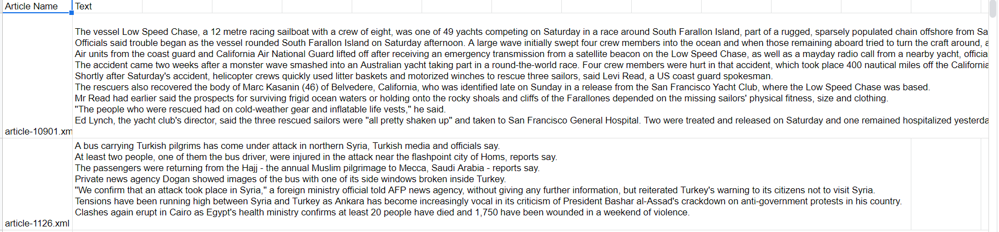 Article Name Text
The vessel Low Speed Chase, a 12 metre racing sailboat with a crew of eight, was one of 49 yachts competing on Saturday in a race around South Farallon Island, part of a rugged, sparsely populated chain offshore from Sa
Officials said trouble began as the vessel rounded South Farallon Island on Saturday afternoon. A large wave initially swept four crew members into the ocean and when those remaining aboard tried to turn the craft around, a
Air units from the coast guard and California Air National Guard lifted off after receiving an emergency transmission from a satellite beacon on the Low Speed Chase, as well as a mayday radio call from a nearby yacht, officia
The accident came two weeks after a monster wave smashed into an Australian yacht taking part in a round-the-world race. Four crew members were hurt in that accident, which took place 400 nautical miles off the California
Shortly after Saturday's accident, helicopter crews quickly used litter baskets and motorized winches to rescue three sailors, said Levi Read, a US coast guard spokesman.
The rescuers also recovered the body of Marc Kasanin (46) of Belvedere, California, who was identified late on Sunday in a release from the San Francisco Yacht Club, where the Low Speed Chase was based.
Mr Read had earlier said the prospects for surviving frigid ocean waters or holding onto the rocky shoals and cliffs of the Farallones depended on the missing sailors' physical fitness, size and clothing.
"The people who were rescued had on cold-weather gear and inflatable life vests," he said.
Ed Lynch, the yacht club's director, said the three rescued sailors were "all pretty shaken up" and taken to San Francisco General Hospital. Two were treated and released on Saturday and one remained hospitalized yesterda
article-10901.xm
A bus carrying Turkish pilgrims has come under attack in northern Syria, Turkish media and officials say.
At least two people, one of them the bus driver, were injured in the attack near the flashpoint city of Homs, reports say.
The passengers were returning from the Hajj - the annual Muslim pilgrimage to Mecca, Saudi Arabia - reports say.
Private news agency Dogan showed images of the bus with one of its side windows broken inside Turkey.
"We confirm that an attack took place in Syria," a foreign ministry official told AFP news agency, without giving any further information, but reiterated Turkey's warning to its citizens not to visit Syria.
Tensions have been running high between Syria and Turkey as Ankara has become increasingly vocal in its criticism of President Bashar al-Assad's crackdown on anti-government protests in his country.
Clashes again erupt in Cairo as Egypt's health ministry confirms at least 20 people have died and 1,750 have been wounded in a weekend of violence.
article-1126.xml